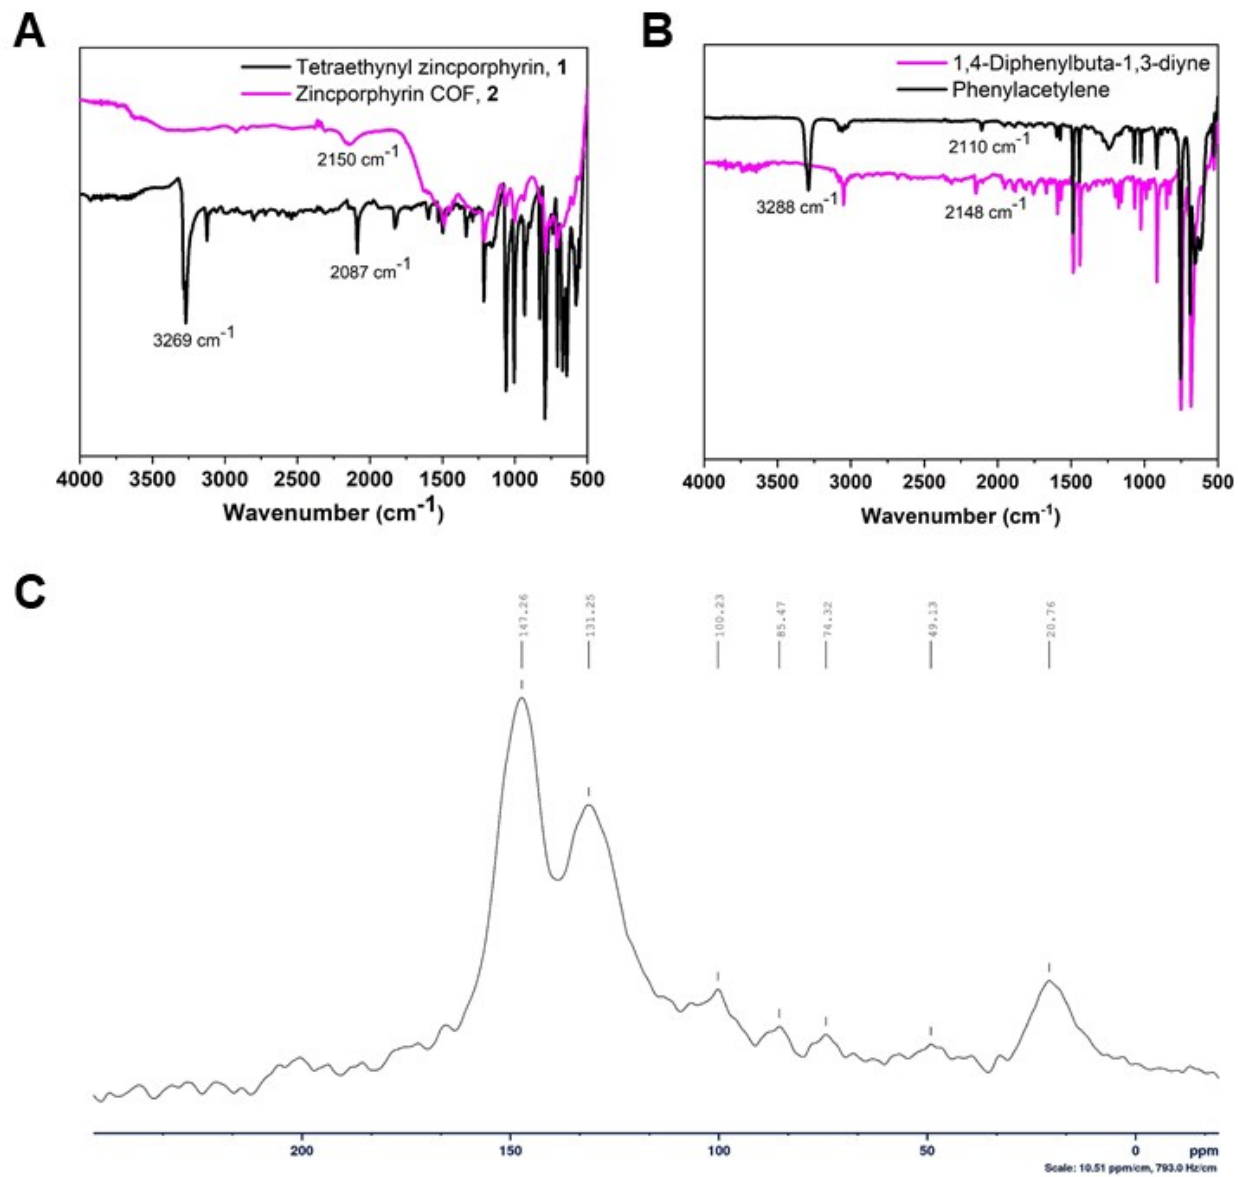 A
B
Tetraethynyl zincporphyrin, 1
Zincporphyrin COF, 2
2150 cm-1
2087 cm-1
3269 cm-1
4000 3500 3000 2500 2000 1500 1000 500
Wavenumber (cm-1)
1,4-Diphenylbuta-1,3-diyne
Phenylacetylene
2110 cm-1
3288 cm-1
2148 cm-1
4000 3500 3000 2500 2000 1500 1000 500
Wavenumber (cm-1)
C
147.26
131.25
100.23
85.47
74.32
49.13
20.76
200 150 100 50 0 ppm
Scale: 10.51 ppm/cm, 793.0 Hz/cm